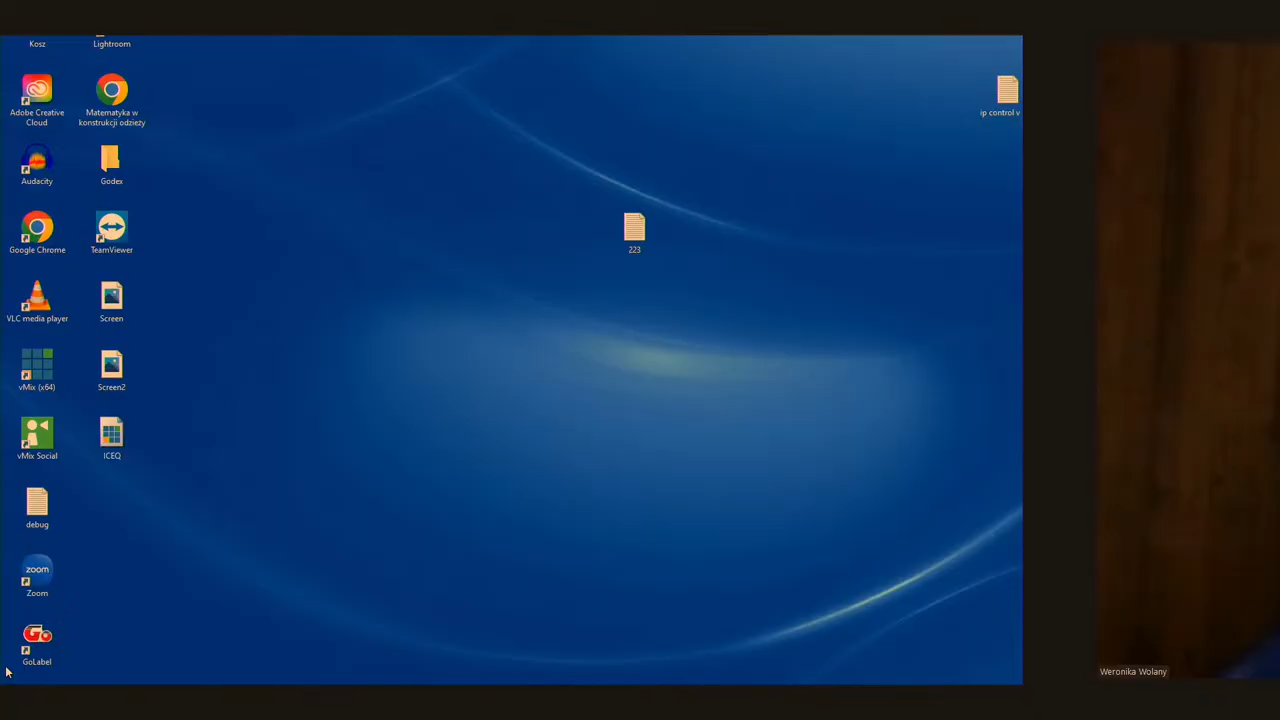 Kosz
Lightroom
Adobe Creative
Cloud
Matematyka w
konstrukcji odzieży
ip control v
Audacity
Godex
Google Chrome
TeamViewer
223
VLC media player
Screen
vMix (x64)
Screen2
vMix Social
ICEQ
debug
zoom
Zoom
Go
GoLabel
Weronika Wolany